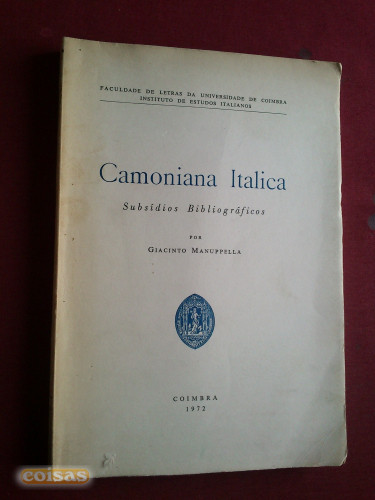 FACULDADE DE LETRAS DA UNIVERSIDADE DE COIMBRA
INSTITUTO DE ESTUDOS ITALIANOS
Camoniana Italica
Subsídios Bibliográficos
POR
GIACINTO MANUPPELLA
COIMBRA
1972
coisas